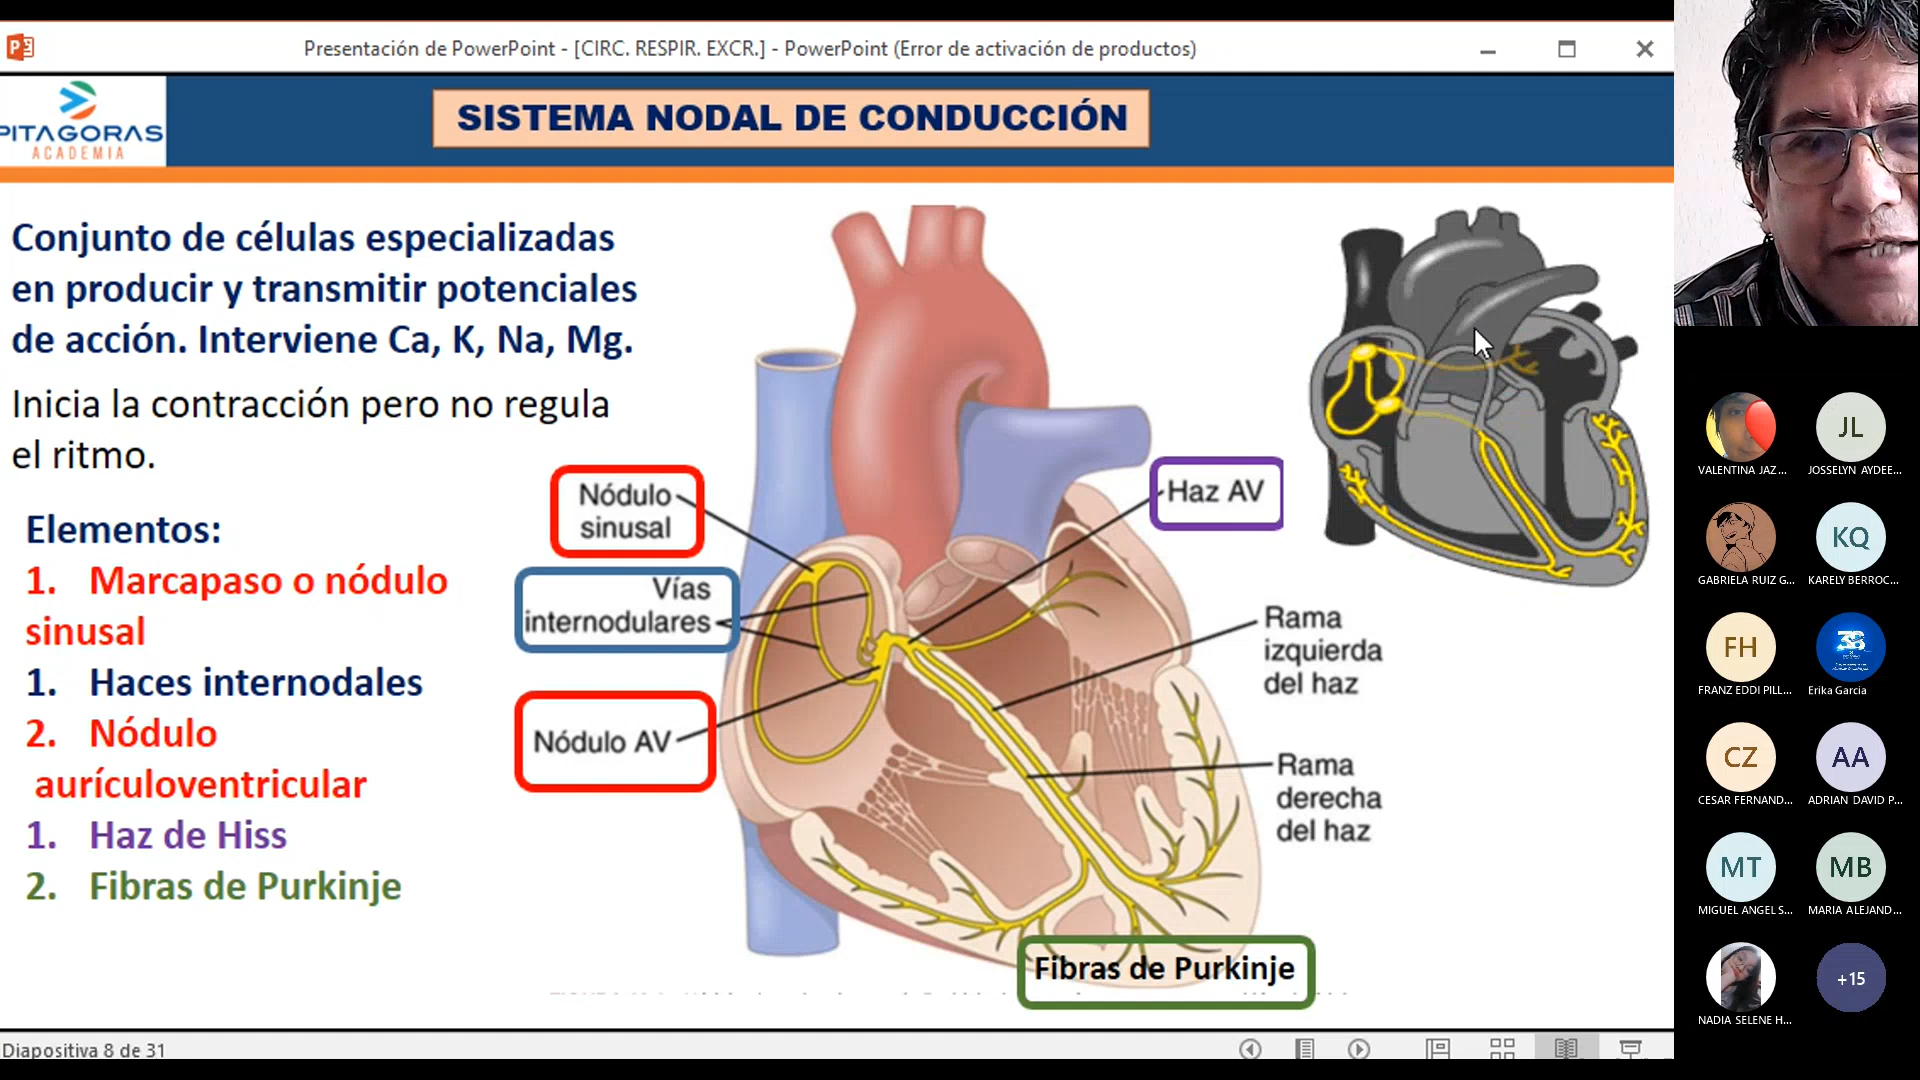 Presentación de PowerPoint - [CIRC. RESPIR. EXCR.] - PowerPoint (Error de activación de productos)
PITAGORAS
ACADEMIA
SISTEMA NODAL DE CONDUCCIÓN
Conjunto de células especializadas
en producir y transmitir potenciales
de acción. Interviene Ca, K, Na, Mg.
Inicia la contracción pero no regula
el ritmo.
Elementos:
1. Marcapaso o nódulo
sinusal
1. Haces internodales
2. Nódulo
aurículoventricular
1. Haz de Hiss
2. Fibras de Purkinje
Nódulo
sinusal
Vías
internodulares
Nódulo AV
Haz AV
Rama
izquierda
del haz
Rama
derecha
del haz
Fibras de Purkinje
Diapositiva 8 de 31
VALENTINA JAZ...
JL
JOSSELYN AYDEE...
GABRIELA RUIZ G...
KQ
KARELY BERROC...
FH
FRANZ EDDI PILL...
Erika Garcia
CZ
CESAR FERNAND...
AA
ADRIAN DAVID P...
MT
MIGUEL ANGEL S...
MB
MARIA ALEJAND...
NADIA SELENE H...
+15